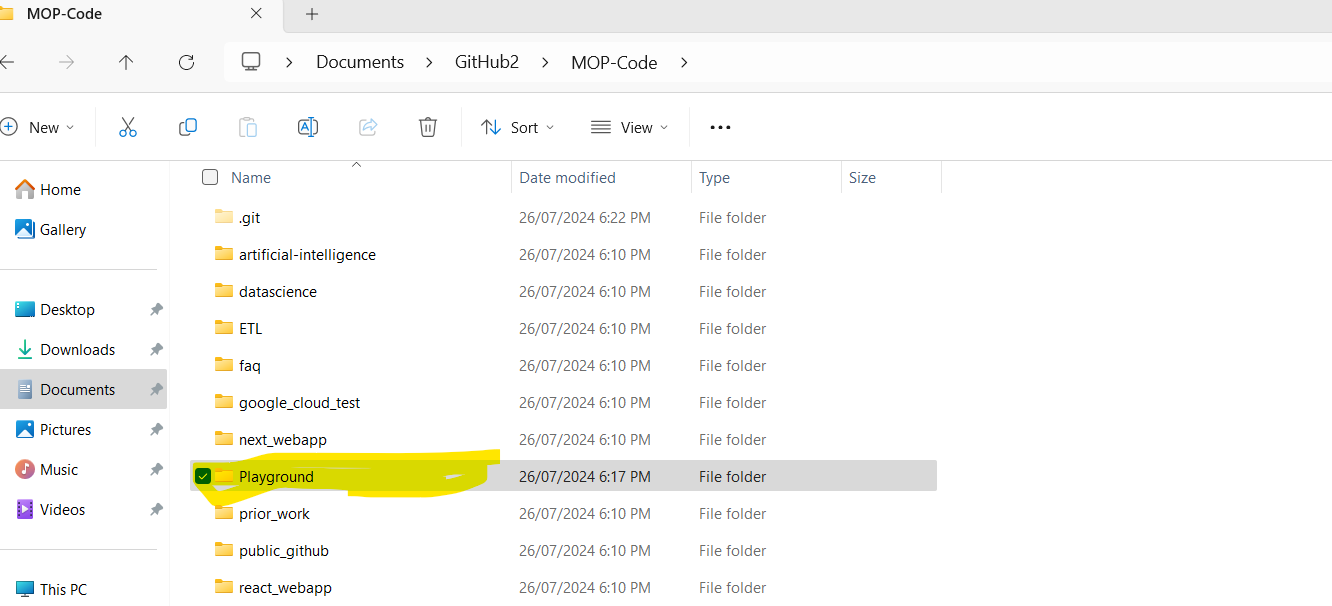 MOP-Code
Documents > GitHub2 > MOP-Code >
New
Sort
View
Name Date modified Type Size
Home
Gallery
Desktop
Downloads
Documents
Pictures
Music
Videos
This PC
.git 26/07/2024 6:22 PM File folder
artificial-intelligence 26/07/2024 6:10 PM File folder
datascience 26/07/2024 6:10 PM File folder
ETL 26/07/2024 6:10 PM File folder
faq 26/07/2024 6:10 PM File folder
google_cloud_test 26/07/2024 6:10 PM File folder
next_webapp 26/07/2024 6:10 PM File folder
Playground 26/07/2024 6:17 PM File folder
prior_work 26/07/2024 6:10 PM File folder
public_github 26/07/2024 6:10 PM File folder
react_webapp 26/07/2024 6:10 PM File folder